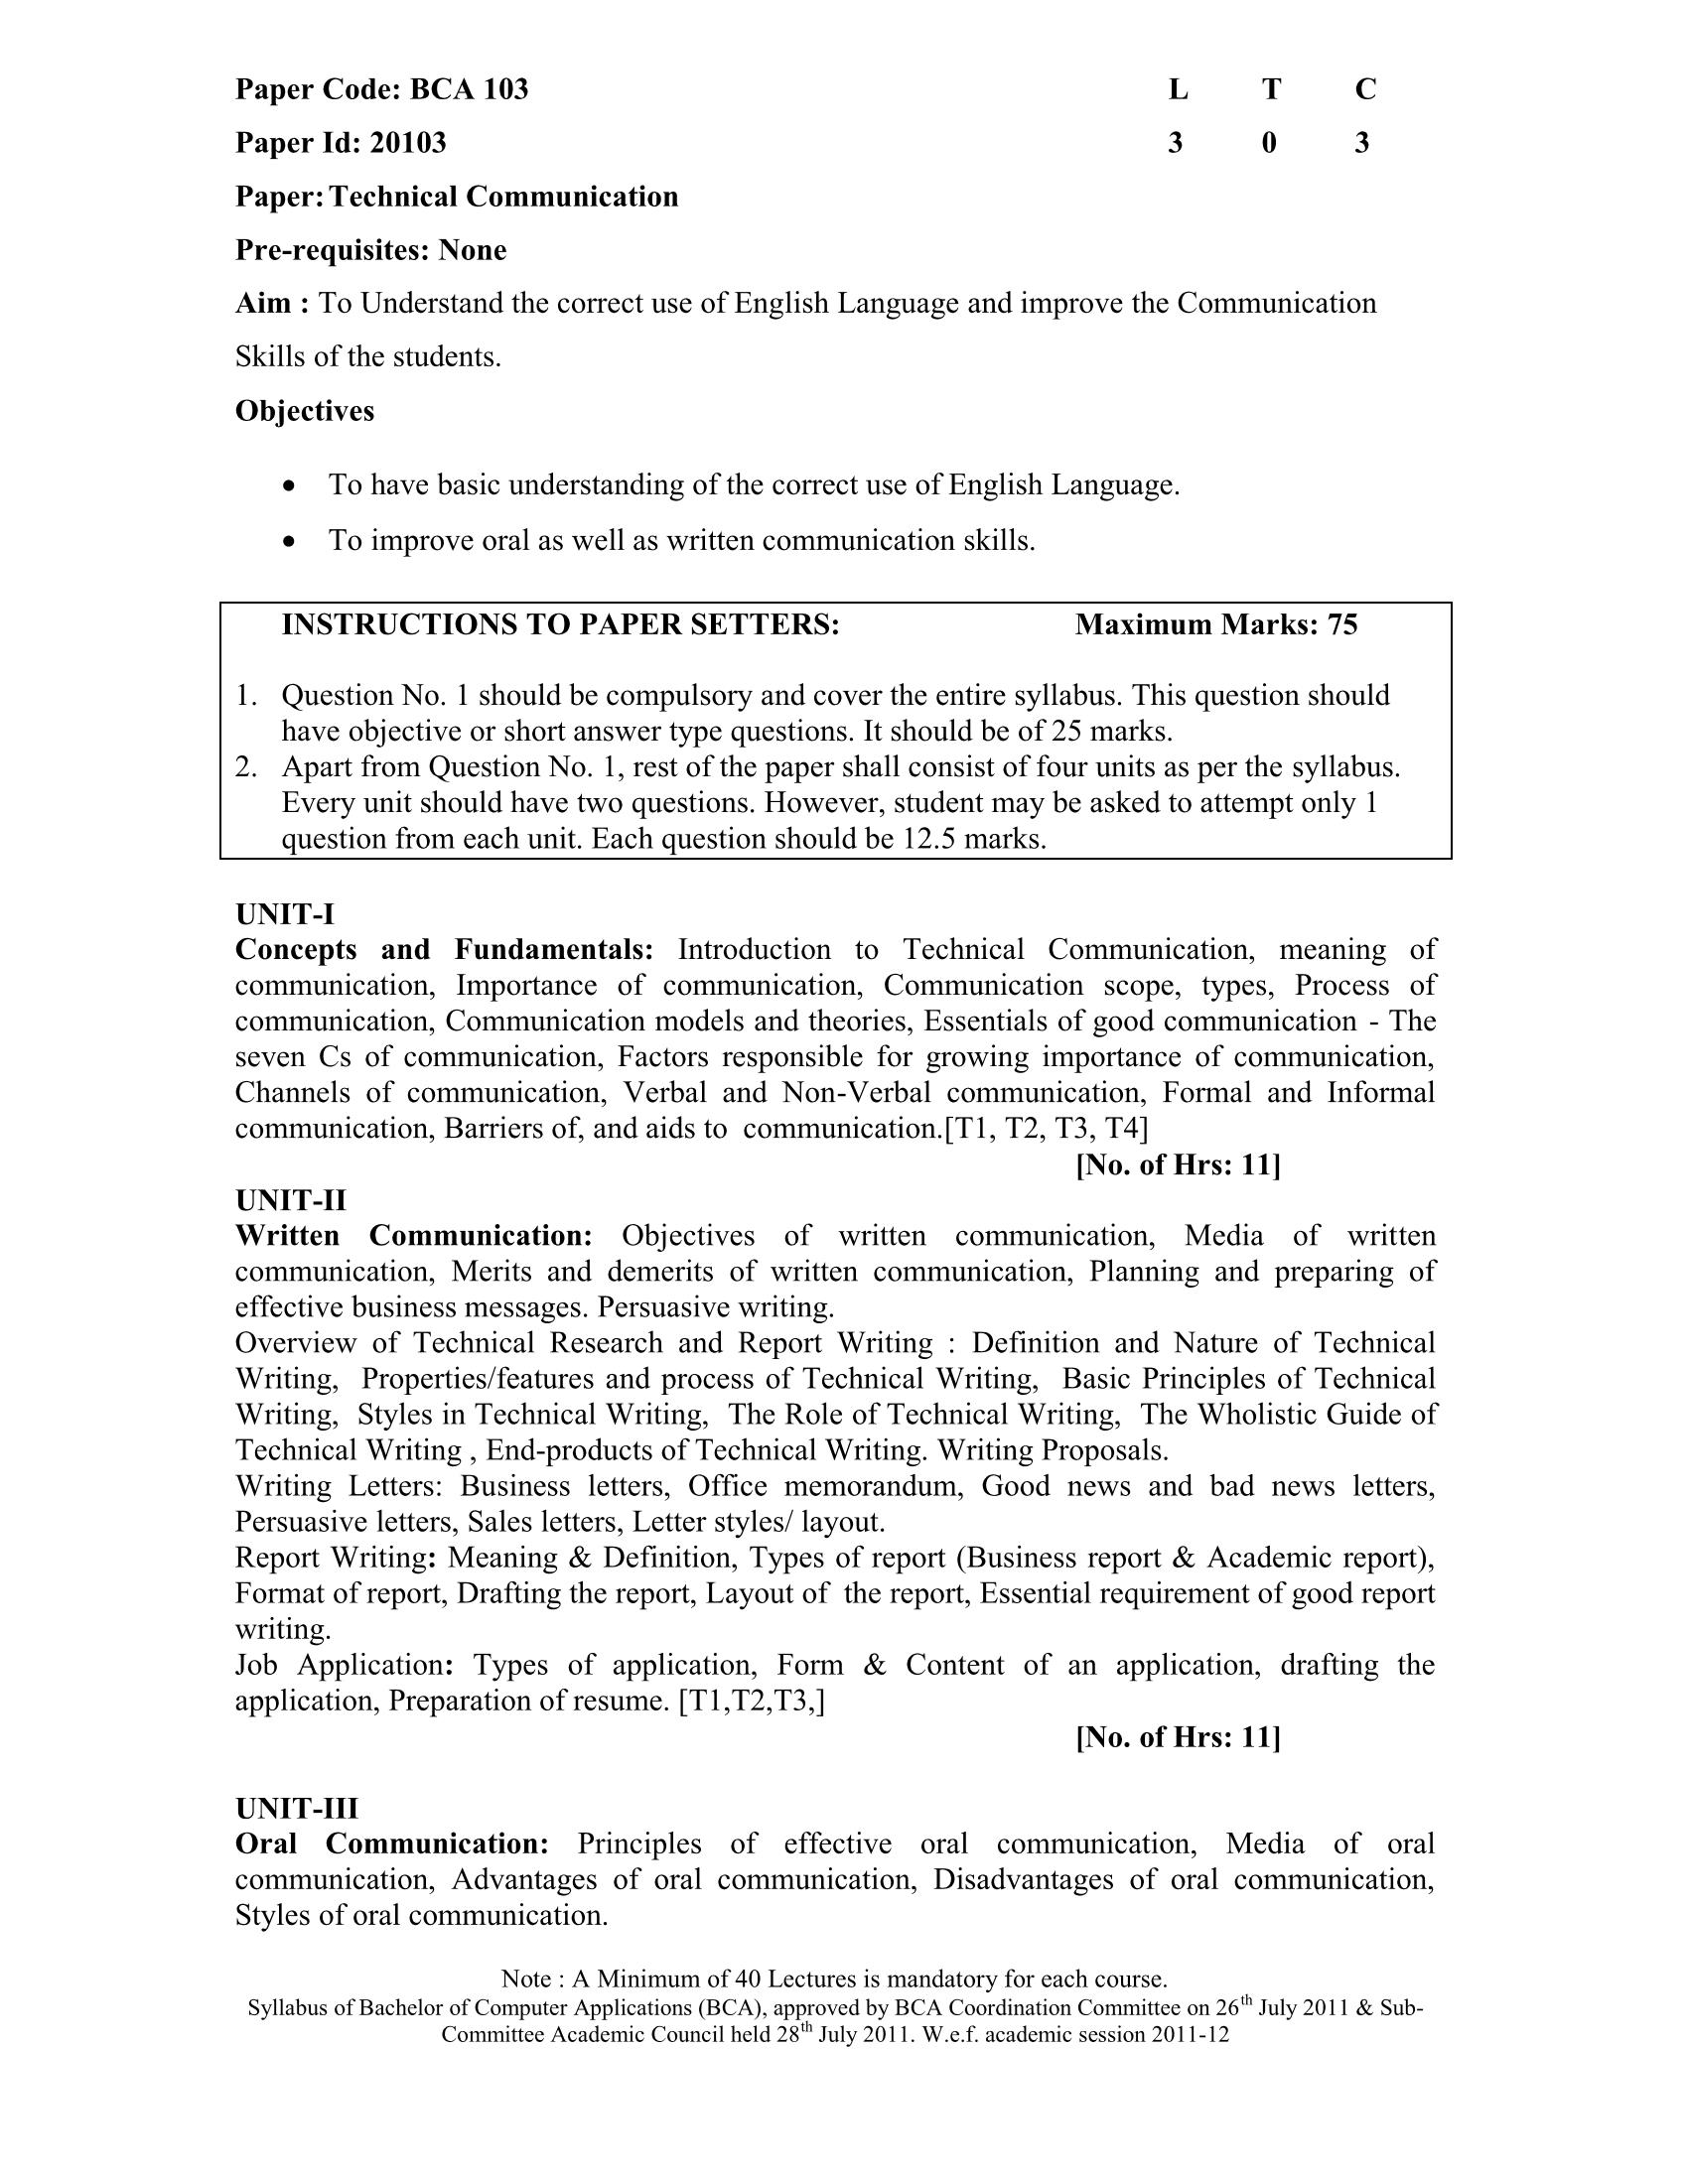 Paper Code: BCA 103 L T C
Paper Id: 20103 3 0 3
Paper: Technical Communication
Pre-requisites: None
Aim : To Understand the correct use of English Language and improve the Communication
Skills of the students.
Objectives
• To have basic understanding of the correct use of English Language.
• To improve oral as well as written communication skills.
INSTRUCTIONS TO PAPER SETTERS: Maximum Marks: 75
1. Question No. 1 should be compulsory and cover the entire syllabus. This question should
have objective or short answer type questions. It should be of 25 marks.
2. Apart from Question No. 1, rest of the paper shall consist of four units as per the syllabus.
Every unit should have two questions. However, student may be asked to attempt only 1
question from each unit. Each question should be 12.5 marks.
UNIT-I
Concepts and Fundamentals: Introduction to Technical Communication, meaning of
communication, Importance of communication, Communication scope, types, Process of
communication, Communication models and theories, Essentials of good communication - The
seven Cs of communication, Factors responsible for growing importance of communication,
Channels of communication, Verbal and Non-Verbal communication, Formal and Informal
communication, Barriers of, and aids to communication.[T1, T2, T3, T4]
[No. of Hrs: 11]
UNIT-II
Written Communication: Objectives of written communication, Media of written
communication, Merits and demerits of written communication, Planning and preparing of
effective business messages. Persuasive writing.
Overview of Technical Research and Report Writing : Definition and Nature of Technical
Writing, Properties/features and process of Technical Writing, Basic Principles of Technical
Writing, Styles in Technical Writing, The Role of Technical Writing, The Wholistic Guide of
Technical Writing , End-products of Technical Writing. Writing Proposals.
Writing Letters: Business letters, Office memorandum, Good news and bad news letters,
Persuasive letters, Sales letters, Letter styles/ layout.
Report Writing: Meaning & Definition, Types of report (Business report & Academic report),
Format of report, Drafting the report, Layout of the report, Essential requirement of good report
writing.
Job Application: Types of application, Form & Content of an application, drafting the
application, Preparation of resume. [T1,T2,T3,]
[No. of Hrs: 11]
UNIT-III
Oral Communication: Principles of effective oral communication, Media of oral
communication, Advantages of oral communication, Disadvantages of oral communication,
Styles of oral communication.
Note : A Minimum of 40 Lectures is mandatory for each course.
Syllabus of Bachelor of Computer Applications (BCA), approved by BCA Coordination Committee on 26th July 2011 & Sub-
Committee Academic Council held 28th July 2011. W.e.f. academic session 2011-12